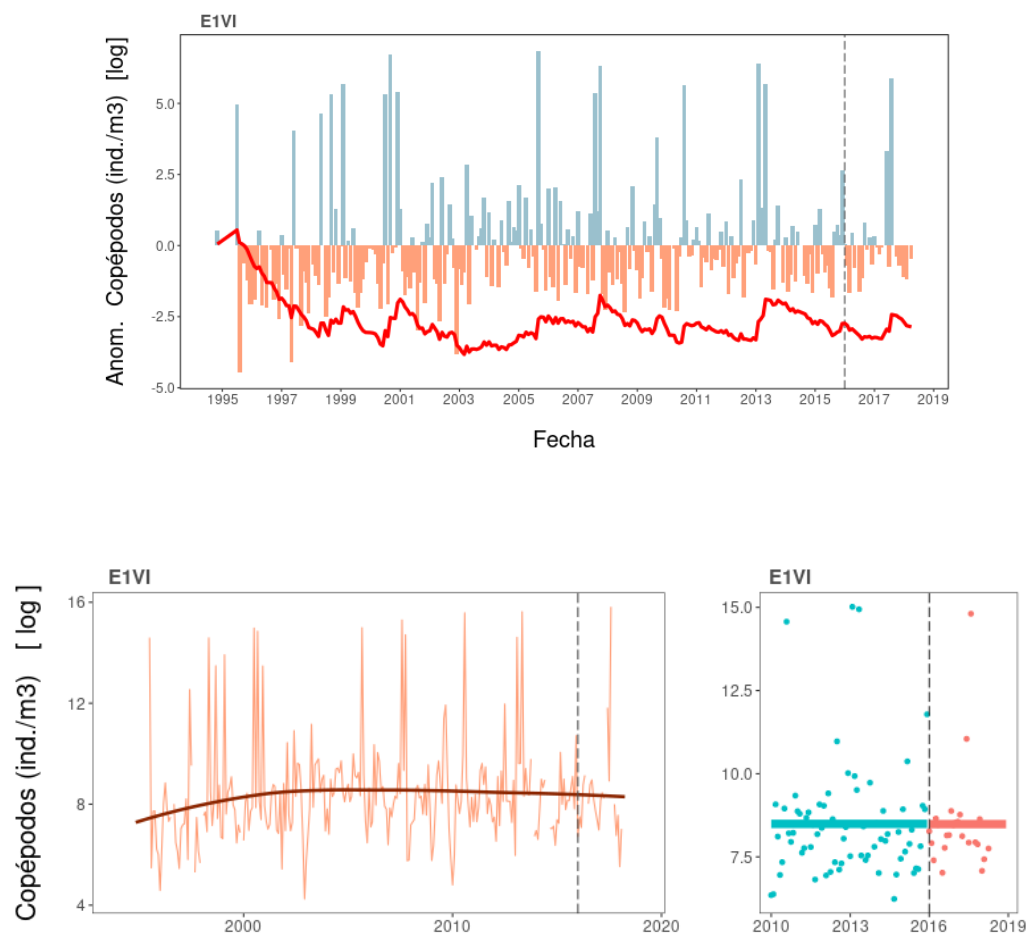 E1VI
Anom. Copépodos (ind./m3) [log]
5.0
2.5
0.0
-2.5
-5.0
1995 1997 1999 2001 2003 2005 2007 2009 2011 2013 2015 2017 2019
Fecha
E1VI
Copépodos (ind./m3) [ log ]
16
12
8
4
2000 2010 2020
E1VI
15.0
12.5
10.0
7.5
2010 2013 2016 2019